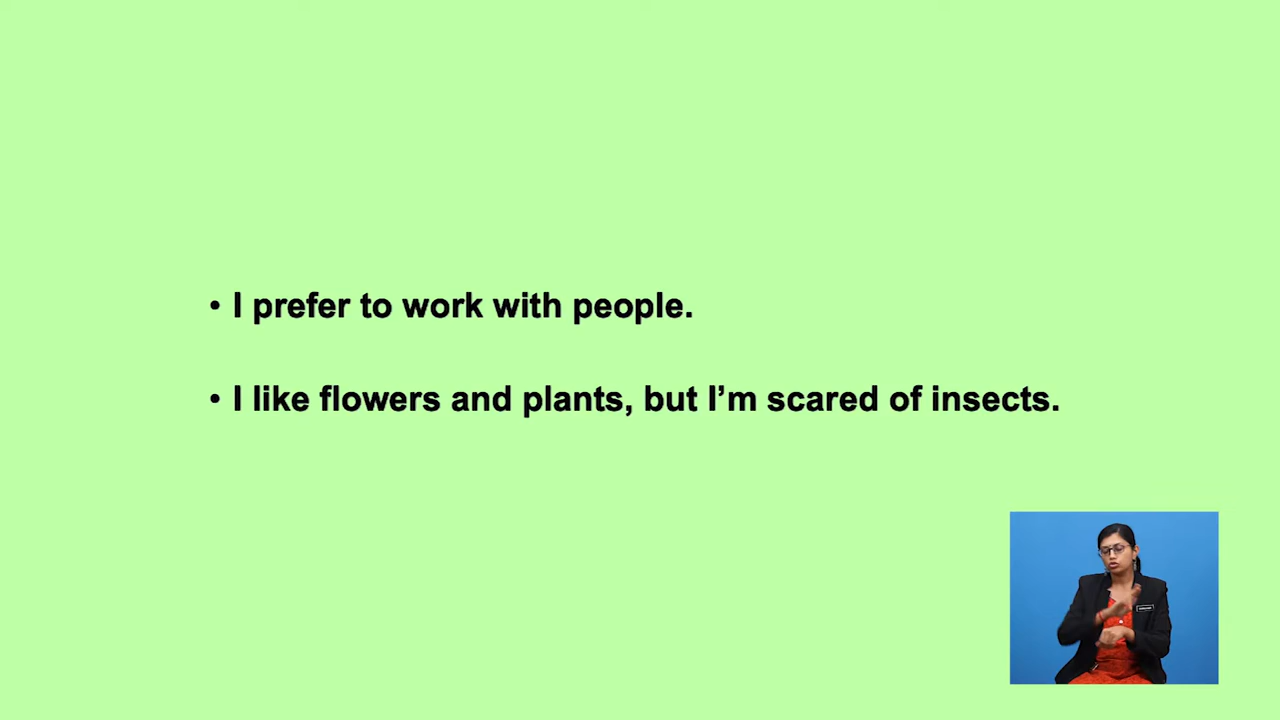 • I prefer to work with people.
• I like flowers and plants, but I’m scared of insects.